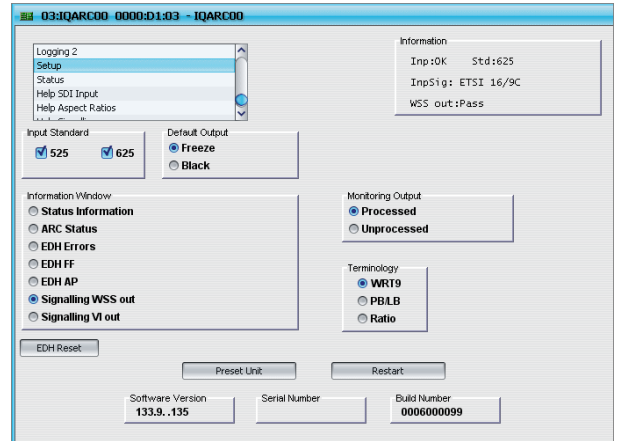 03:IQARC00 0000:D1:03 - IQARC00
Logging 2
Setup
Status
Help SDI Input
Help Aspect Ratios
Information
Inp:OK Std:625
InpSig: ETSI 16/9C
WSS out:Pass
Input Standard
525 625
Default Output
Freeze
Black
Information Window
Status Information
ARC Status
EDH Errors
EDH FF
EDH AP
Signalling WSS out
Signalling VI out
Monitoring Output
Processed
Unprocessed
Terminology
WRT9
PB/LB
Ratio
EDH Reset
Preset Unit Restart
Software Version
133.9..135
Serial Number
Build Number
0006000099